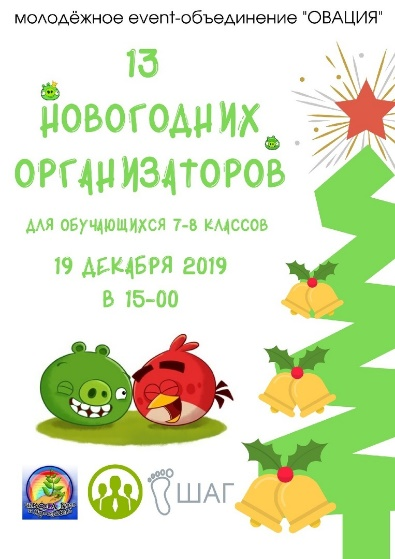 молодёжное event-объединение "ОВАЦИЯ"
13
НОВОГОДНИХ
ОРГАНИЗАТОРОВ
ДЛЯ ОБУЧАЮЩИХСЯ 7-8 КЛАССОВ
19 ДЕКАБРЯ 2019
В 15-00
ШАГ